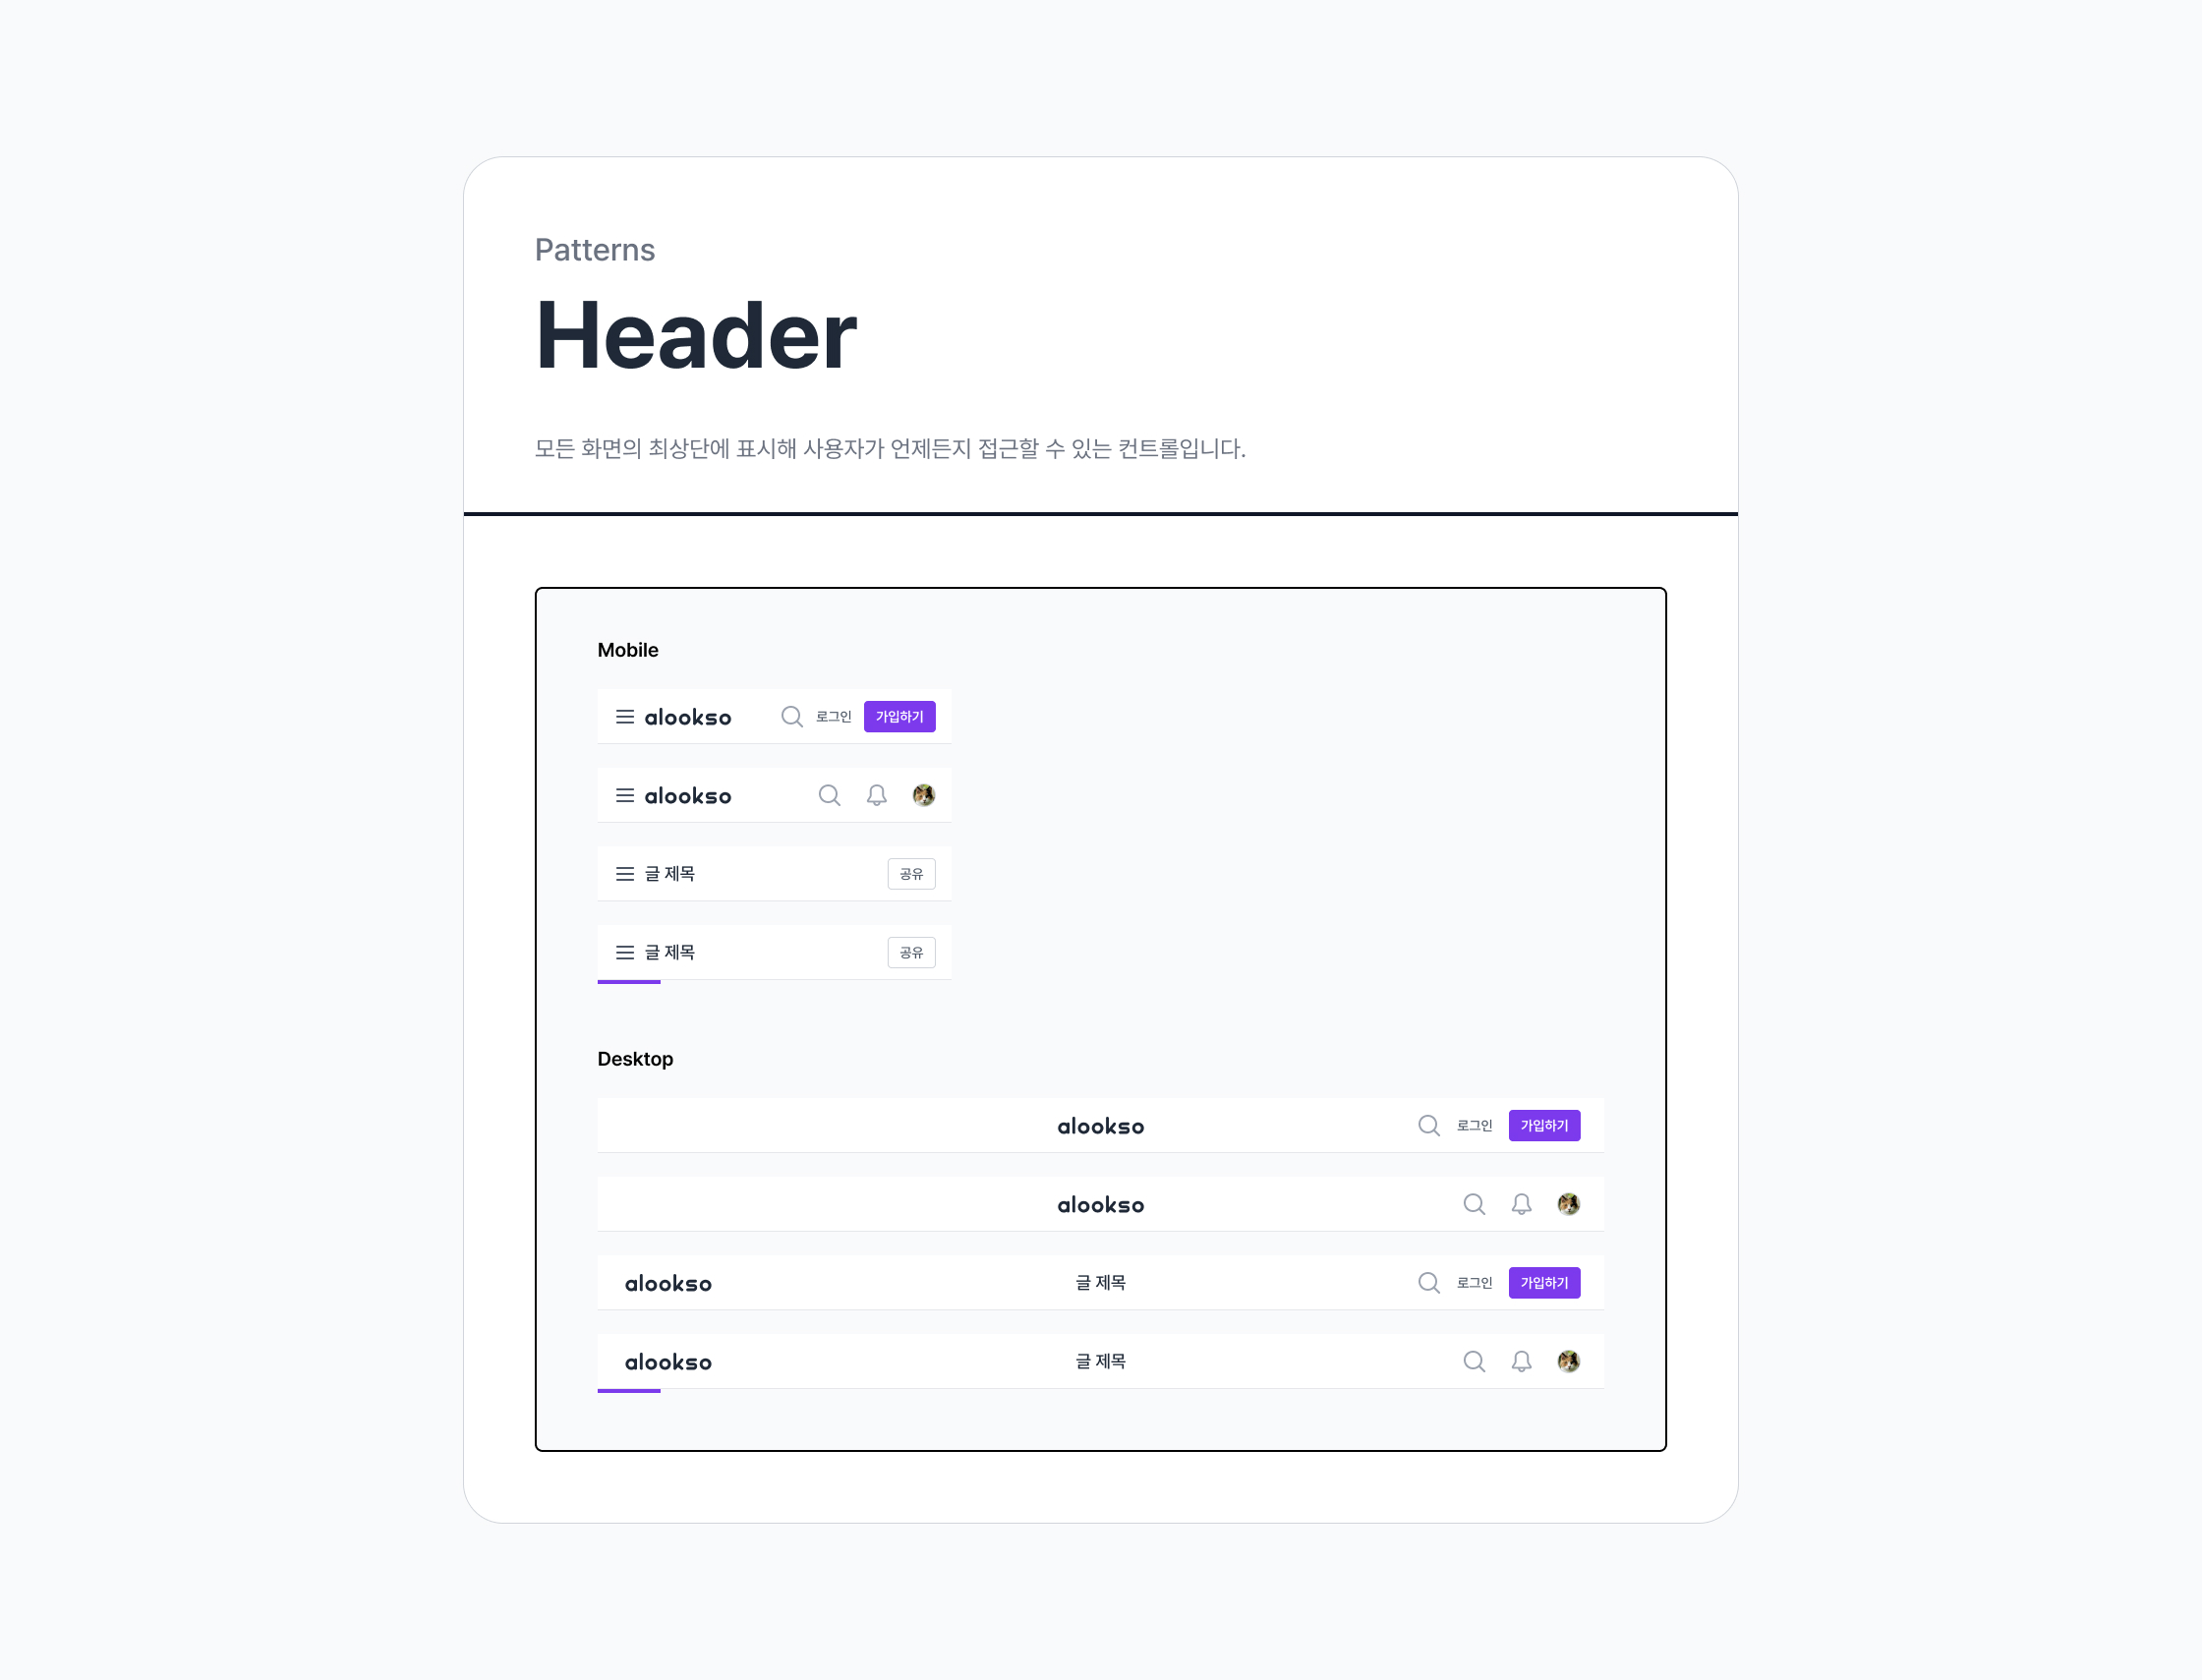 Patterns
Header
모든 화면의 최상단에 표시해 사용자가 언제든지 접근할 수 있는 컨트롤입니다.
Mobile
alookso 로그인 가입하기
alookso
글 제목 공유
글 제목 공유
Desktop
alookso 로그인 가입하기
alookso
alookso 글 제목 로그인 가입하기
alookso 글 제목